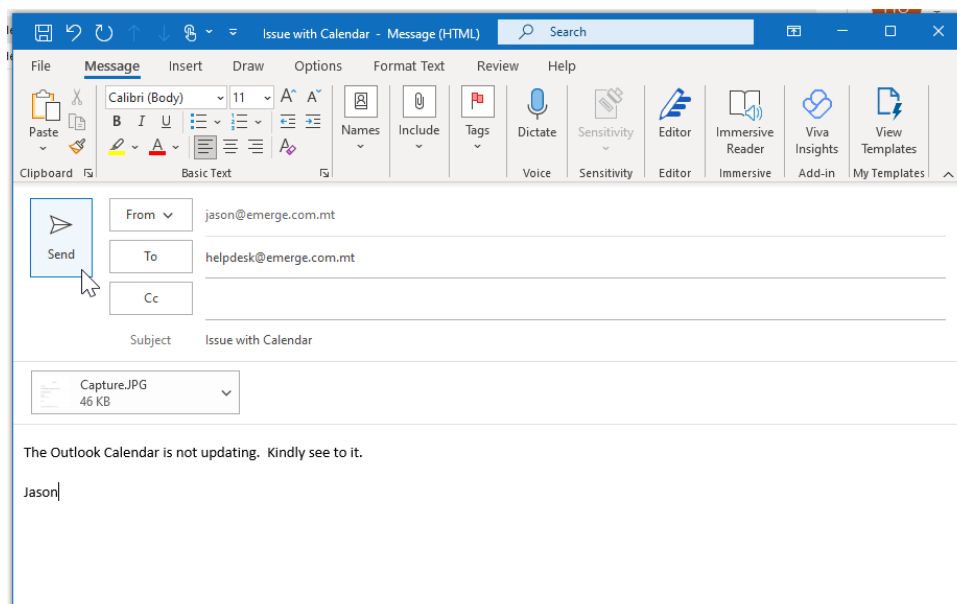 Issue with Calendar - Message (HTML)
Search
File Message Insert Draw Options Format Text Review Help
Calibri (Body) 11 A A
Paste B I U Names Include Tags Dictate Sensitivity Editor Immersive Reader Viva Insights View Templates
A A
Clipboard Basic Text Voice Sensitivity Editor Immersive Add-in My Templates
Send
From jason@emerge.com.mt
To helpdesk@emerge.com.mt
Cc
Subject Issue with Calendar
Capture.JPG
46 KB
The Outlook Calendar is not updating. Kindly see to it.
Jason